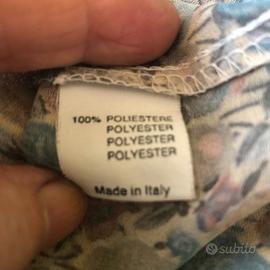 100% POLIESTERE
POLYESTER
POLYESTER
POLYESTER
Made in Italy
subito